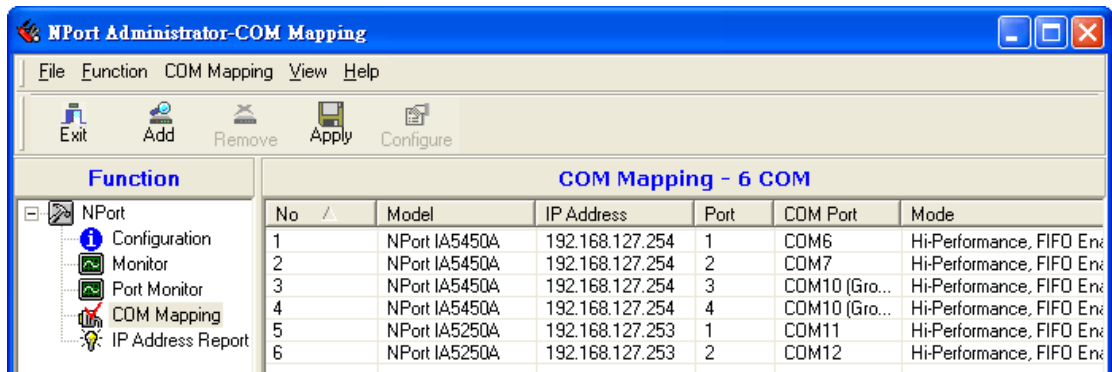 NPort Administrator-COM Mapping
File Function COM Mapping View Help
Exit Add Remove Apply Configure
Function
COM Mapping - 6 COM
NPort
Configuration
Monitor
Port Monitor
COM Mapping
IP Address Report
No Model IP Address Port COM Port Mode
1 NPort IA5450A 192.168.127.254 1 COM6 Hi-Performance, FIFO Ena
2 NPort IA5450A 192.168.127.254 2 COM7 Hi-Performance, FIFO Ena
3 NPort IA5450A 192.168.127.254 3 COM10 (Gro... Hi-Performance, FIFO Ena
4 NPort IA5450A 192.168.127.254 4 COM10 (Gro... Hi-Performance, FIFO Ena
5 NPort IA5250A 192.168.127.253 1 COM11 Hi-Performance, FIFO Ena
6 NPort IA5250A 192.168.127.253 2 COM12 Hi-Performance, FIFO Ena